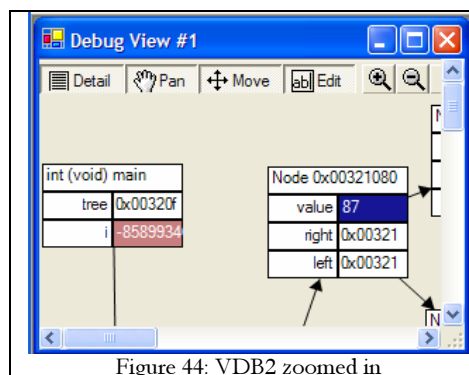 Debug View #1
Detail Pan Move Edit
int (void) main
tree 0x00320f
i -8589934
Node 0x00321080
value 87
right 0x00321
left 0x00321
N
Figure 44: VDB2 zoomed in